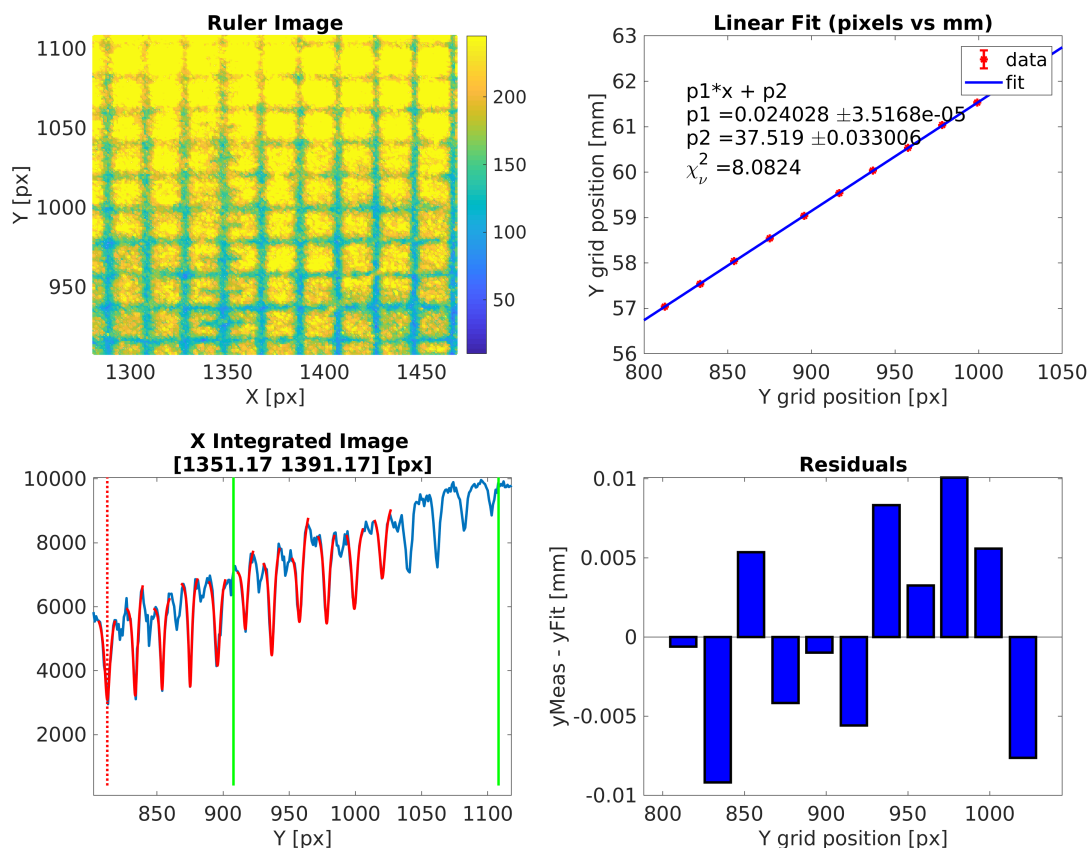 Ruler Image
1100
1050
1000
950
Y [px]
1300
1350
1400
1450
X [px]
200
150
100
50
Linear Fit (pixels vs mm)
63
62
61
60
59
58
57
56
Y grid position [mm]
data
fit
p1*x + p2
p1 =0.024028 ±3.5168e-05
p2 =37.519 ±0.033006
χ²ᵥ =8.0824
800
850
900
950
1000
1050
Y grid position [px]
X Integrated Image
[1351.17 1391.17] [px]
10000
8000
6000
4000
2000
850
900
950
1000
1050
1100
Y [px]
Residuals
0.01
0.005
0
-0.005
-0.01
yMeas - yFit [mm]
800
850
900
950
1000
Y grid position [px]